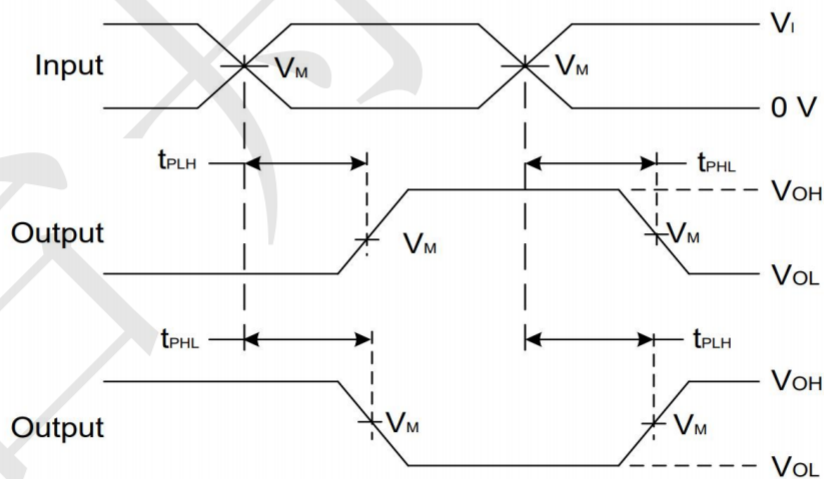 VI
Input VM VM
0 V
tPLH tPHL
VOH
Output VM VM
VOL
tPHL tPLH
VOH
Output VM VM
VOL